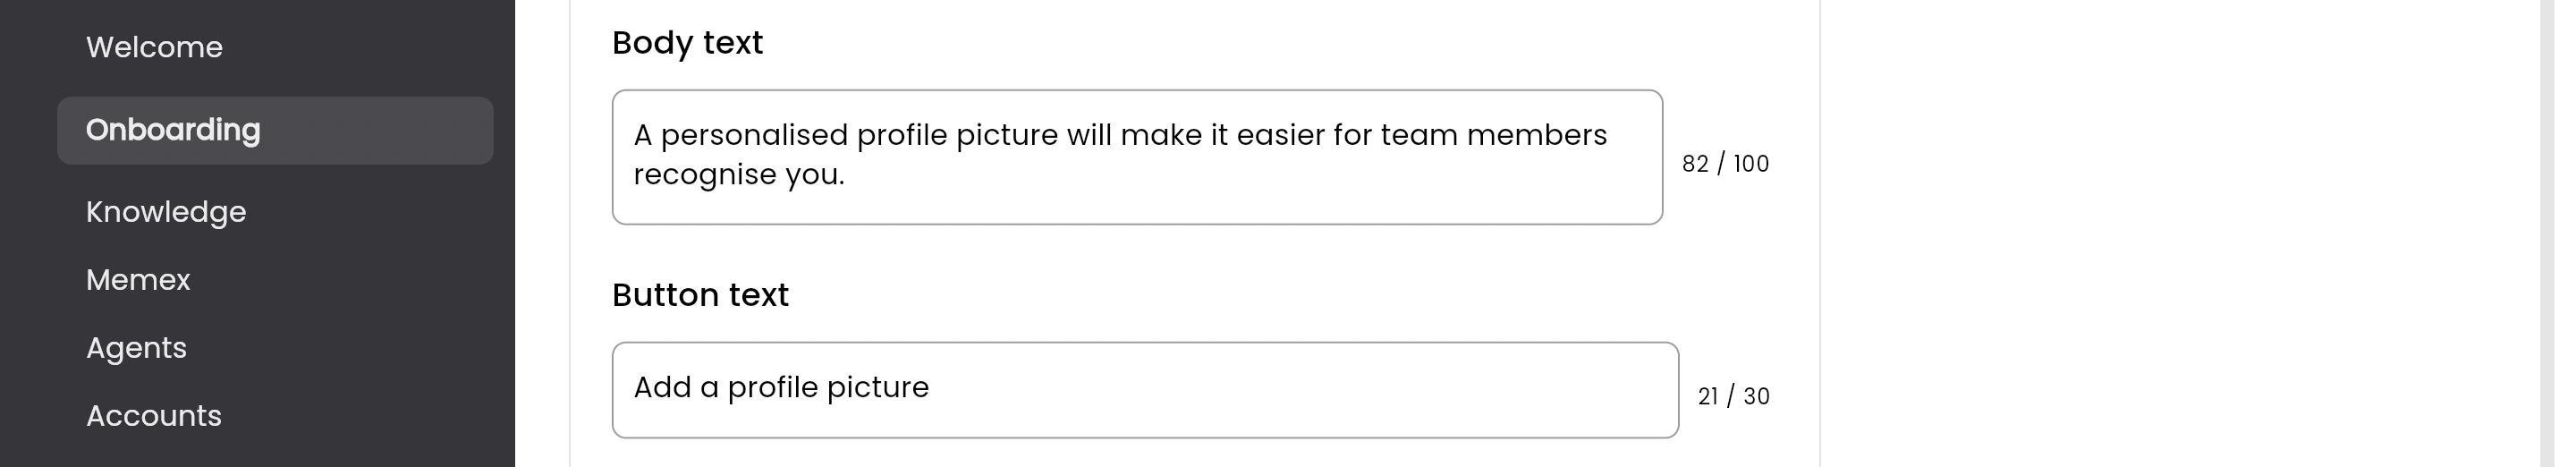 Welcome
Onboarding
Knowledge
Memex
Agents
Accounts
Body text
A personalised profile picture will make it easier for team members
recognise you.
82 / 100
Button text
Add a profile picture
21 / 30